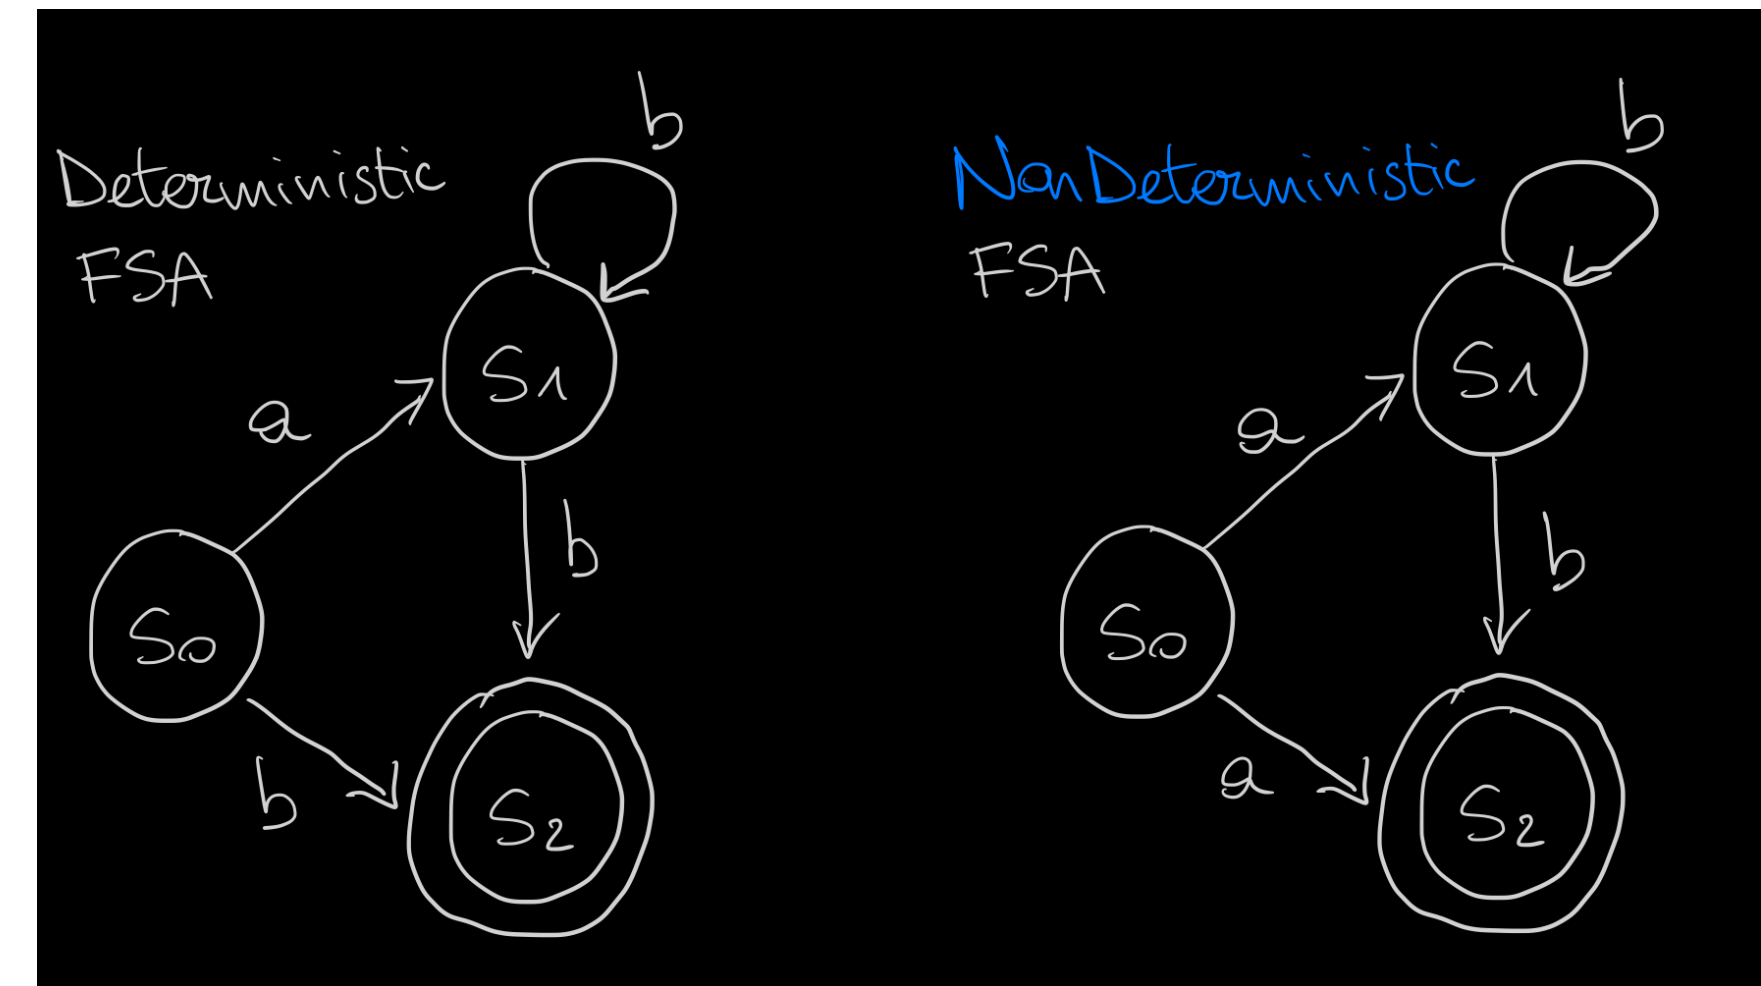 Deterministic
FSA
b
S1
a
b
S0
b
S2
NonDeterministic
FSA
b
S1
a
b
S0
a
S2